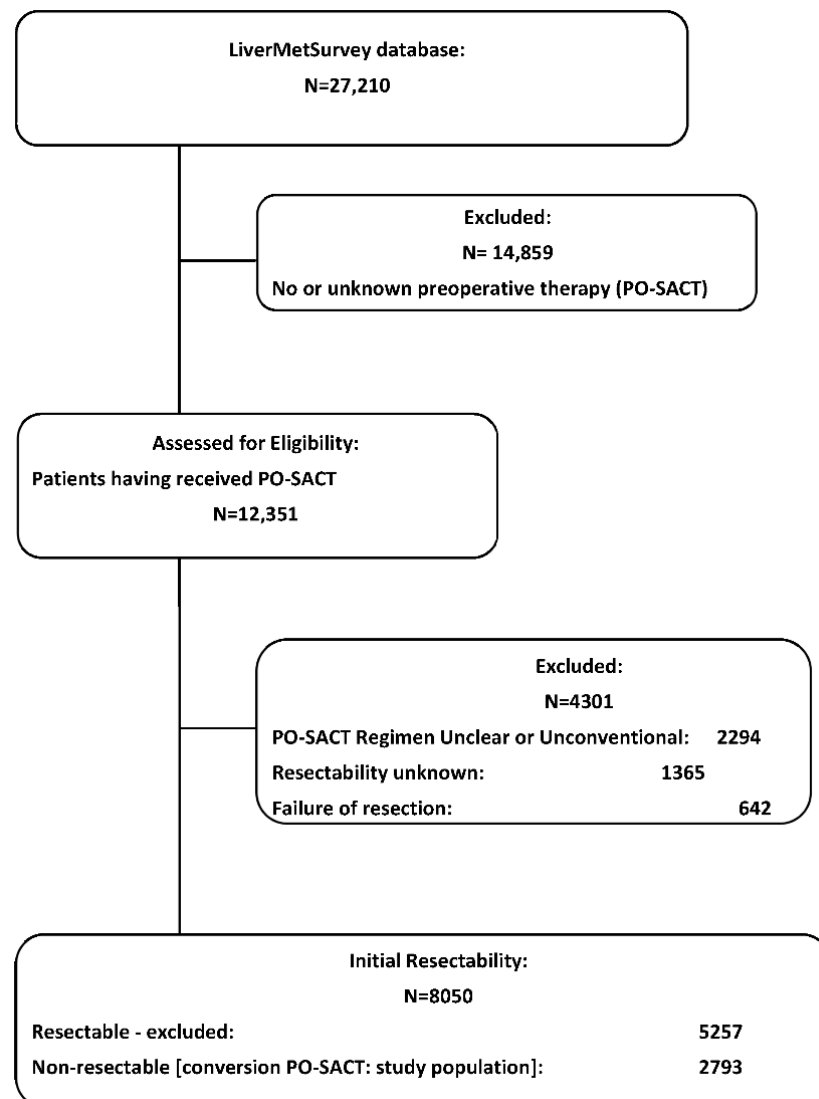 LiverMetSurvey database:
N=27,210
Excluded:
N= 14,859
No or unknown preoperative therapy (PO-SACT)
Assessed for Eligibility:
Patients having received PO-SACT
N=12,351
Excluded:
N=4301
PO-SACT Regimen Unclear or Unconventional: 2294
Resectability unknown: 1365
Failure of resection: 642
Initial Resectability:
N=8050
Resectable - excluded: 5257
Non-resectable [conversion PO-SACT: study population]: 2793